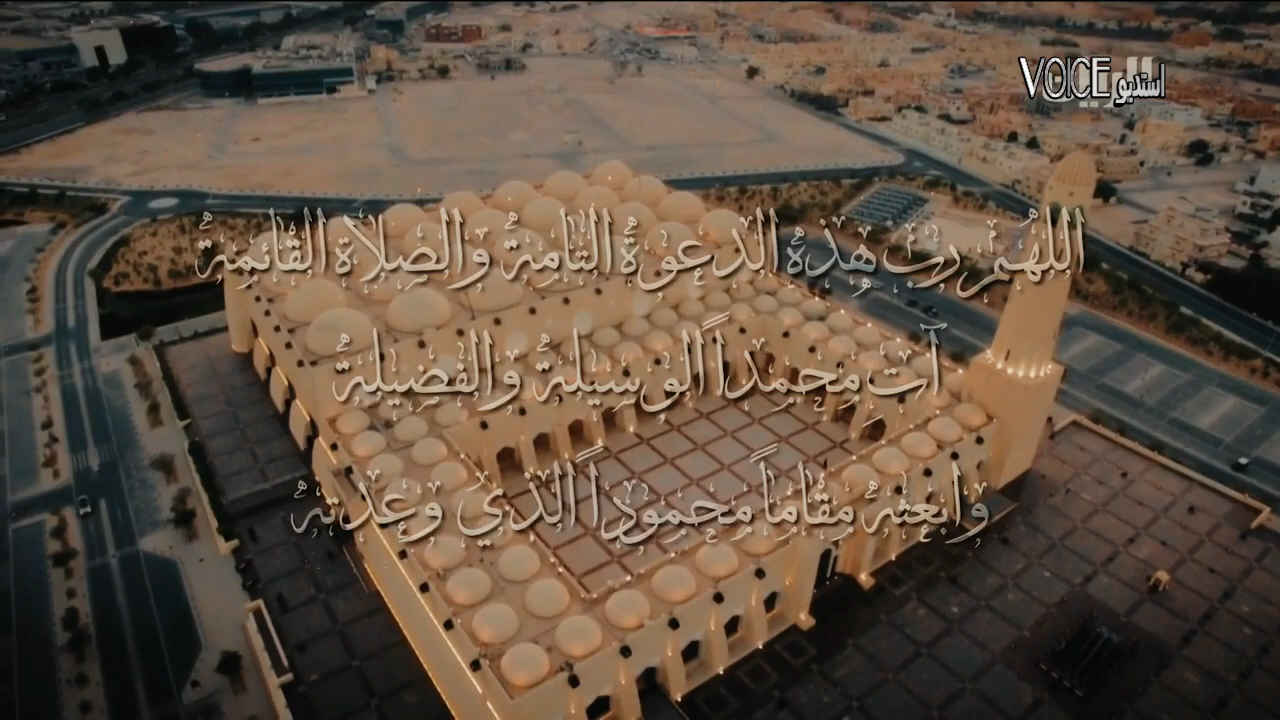 VOICE استديو
اللهم رب هذه الدعوة التامة والصلاة القائمة
آت محمداً الوسيلة والفضيلة
وابعثه مقاماً محموداً الذي وعدته